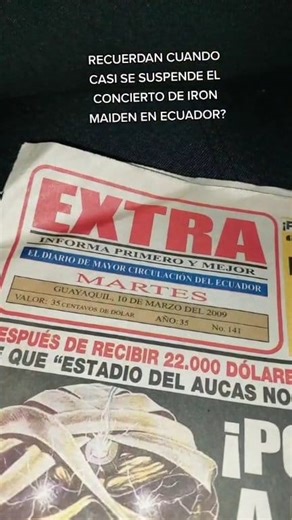 RECUERDAN CUANDO
CASI SE SUSPENDE EL
CONCIERTO DE IRON
MAIDEN EN ECUADOR?
EXTRA
INFORMA PRIMERO Y MEJOR
EL DIARIO DE MAYOR CIRCULACIÓN DEL ECUADOR
MARTES
GUAYAQUIL, 10 DE MARZO DEL 2009
VALOR: 35 CENTAVOS DE DÓLAR AÑO: 35 No. 141
DESPUÉS DE RECIBIR 22.000 DÓLARE
QUE "ESTADIO DEL AUCAS NO
¡PO